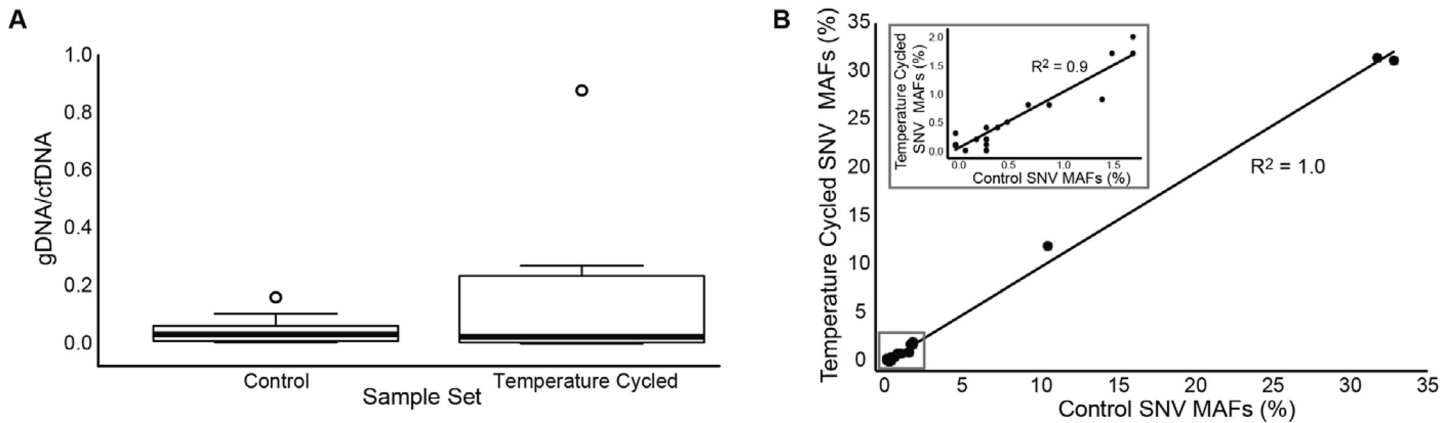 A
1.0
0.8
0.6
0.4
0.2
0.0
gDNA/cfDNA
Control
Temperature Cycled
Sample Set
B
35
30
25
20
15
10
5
0
Temperature Cycled SNV MAFs (%)
0 5 10 15 20 25 30 35
Control SNV MAFs (%)
R² = 1.0
2.0
1.5
1.0
0.5
0.0
Temperature Cycled
SNV MAFs (%)
R² = 0.9
0.0 0.5 1.0 1.5
Control SNV MAFs (%)